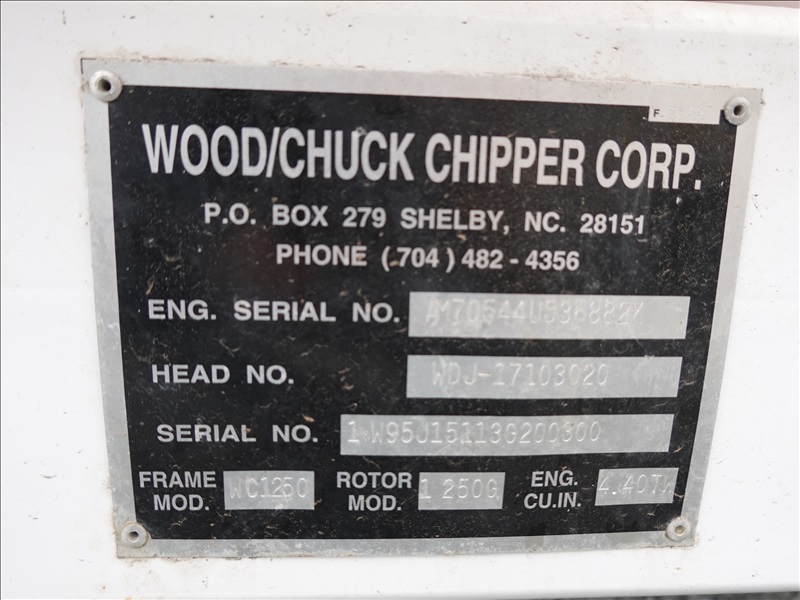 WOOD/CHUCK CHIPPER CORP.
P.O. BOX 279 SHELBY, NC. 28151
PHONE (704) 482-4356
ENG. SERIAL NO.
HEAD NO. WDJ-17103020
SERIAL NO. 1W95J15113G200300
FRAME MOD. WC1250 ROTOR MOD. 1250G ENG. CU.IN.